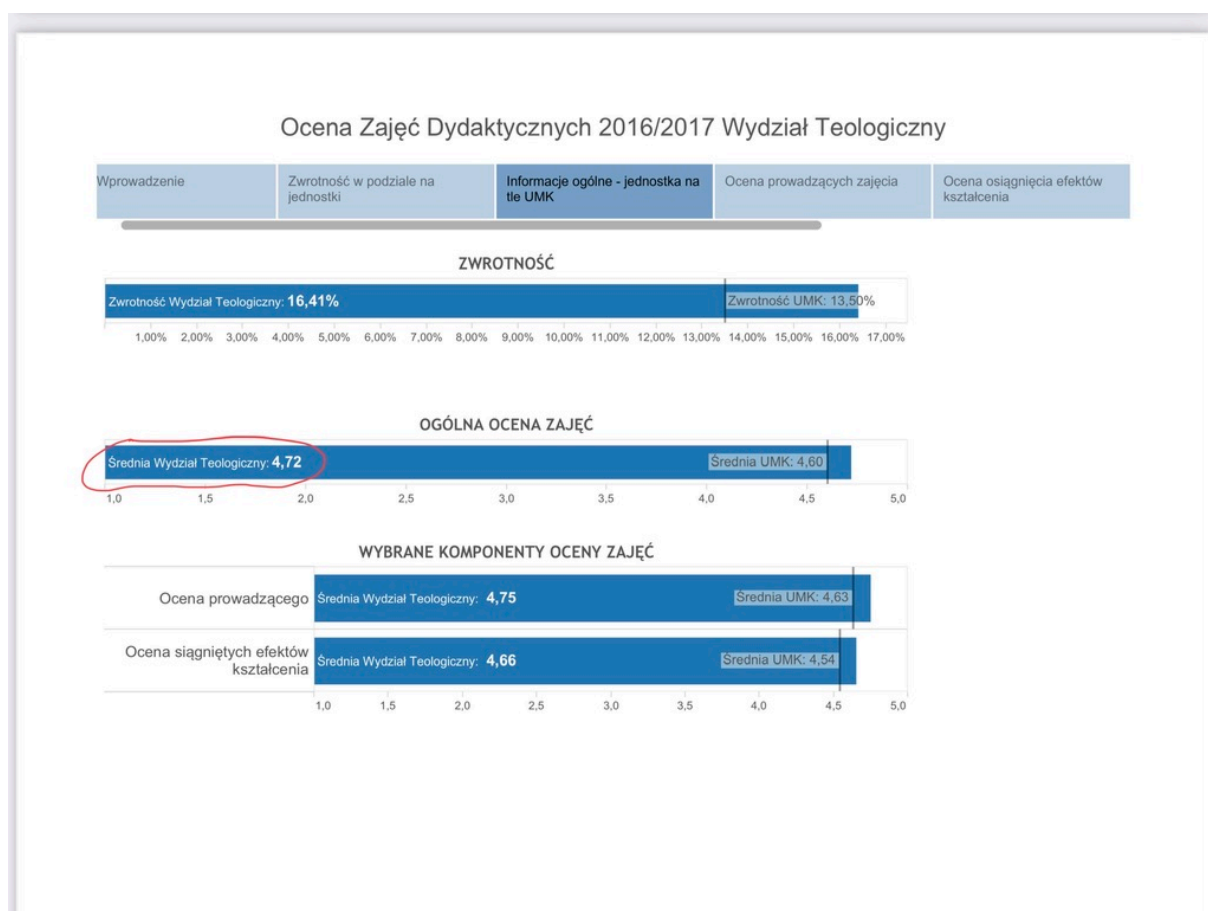 Ocena Zajęć Dydaktycznych 2016/2017 Wydział Teologiczny
Wprowadzenie
Zwrotność w podziale na
jednostki
Informacje ogólne - jednostka na
tle UMK
Ocena prowadzących zajęcia
Ocena osiągnięcia efektów
kształcenia
ZWROTNOŚĆ
Zwrotność Wydział Teologiczny: 16,41% Zwrotność UMK: 13,50%
1,00% 2,00% 3,00% 4,00% 5,00% 6,00% 7,00% 8,00% 9,00% 10,00% 11,00% 12,00% 13,00% 14,00% 15,00% 16,00% 17,00%
OGÓLNA OCENA ZAJĘĆ
Średnia Wydział Teologiczny: 4,72 Średnia UMK: 4,60
1,0 1,5 2,0 2,5 3,0 3,5 4,0 4,5 5,0
WYBRANE KOMPONENTY OCENY ZAJĘĆ
Ocena prowadzącego Średnia Wydział Teologiczny: 4,75 Średnia UMK: 4,63
Ocena siągniętych efektów
kształcenia Średnia Wydział Teologiczny: 4,66 Średnia UMK: 4,54
1,0 1,5 2,0 2,5 3,0 3,5 4,0 4,5 5,0